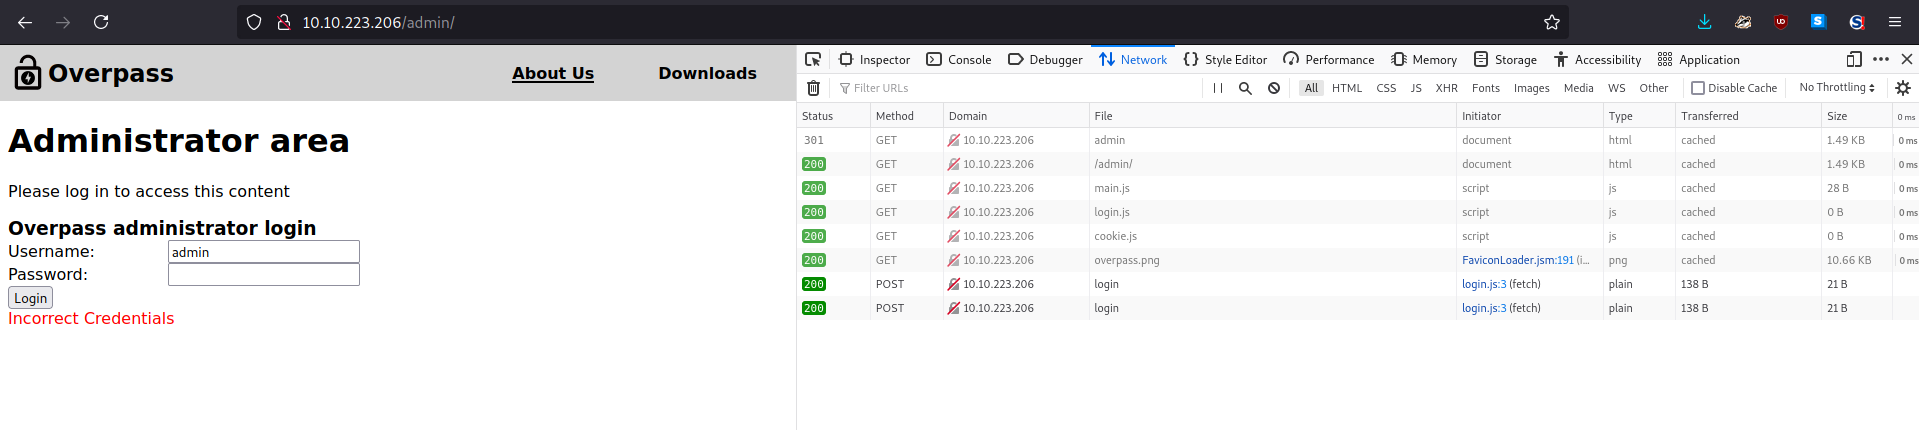 10.10.223.206/admin/
Overpass About Us Downloads
Administrator area
Please log in to access this content
Overpass administrator login
Username: admin
Password:
Login
Incorrect Credentials
Inspector Console Debugger Network Style Editor Performance Memory Storage Accessibility Application
Filter URLs All HTML CSS JS XHR Fonts Images Media WS Other Disable Cache No Throttling
Status Method Domain File Initiator Type Transferred Size 0 ms
301 GET 10.10.223.206 admin document html cached 1.49 KB 0 ms
200 GET 10.10.223.206 /admin/ document html cached 1.49 KB 0 ms
200 GET 10.10.223.206 main.js script js cached 28 B 0 ms
200 GET 10.10.223.206 login.js script js cached 0 B 0 ms
200 GET 10.10.223.206 cookie.js script js cached 0 B 0 ms
200 GET 10.10.223.206 overpass.png FaviconLoader.jsm:191 (i... png cached 10.66 KB 0 ms
200 POST 10.10.223.206 login login.js:3 (fetch) plain 138 B 21 B
200 POST 10.10.223.206 login login.js:3 (fetch) plain 138 B 21 B